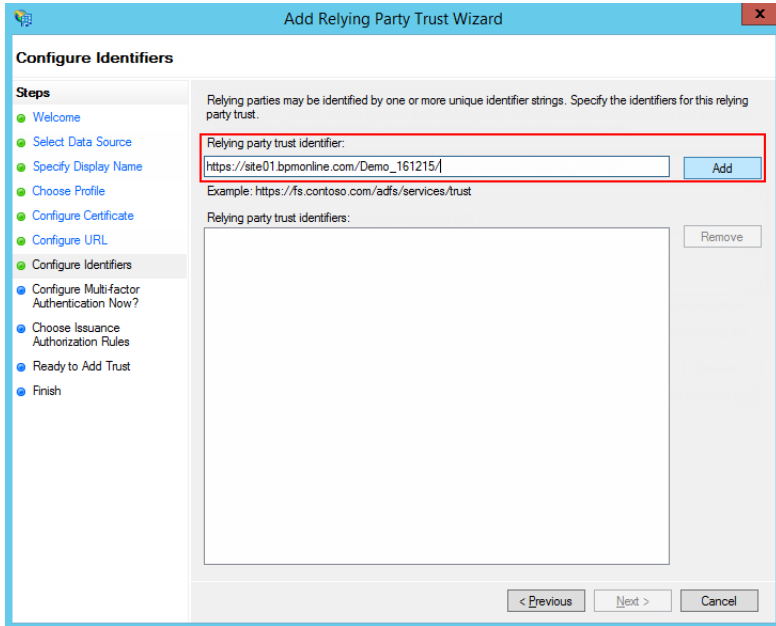 Add Relying Party Trust Wizard
x
Configure Identifiers
Steps
Welcome
Select Data Source
Specify Display Name
Choose Profile
Configure Certificate
Configure URL
Configure Identifiers
Configure Multi-factor
Authentication Now?
Choose Issuance
Authorization Rules
Ready to Add Trust
Finish
Relying parties may be identified by one or more unique identifier strings. Specify the identifiers for this relying
party trust.
Relying party trust identifier:
https://site01.bpmonline.com/Demo_161215/
Add
Example: https://fs.contoso.com/adfs/services/trust
Relying party trust identifiers:
Remove
< Previous
Next >
Cancel